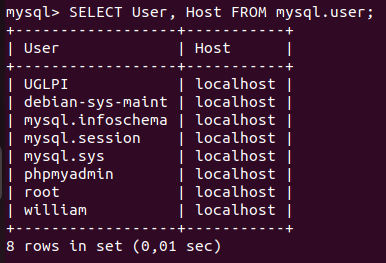 mysql> SELECT User, Host FROM mysql.user;
+------------------+-----------+
| User             | Host      |
+------------------+-----------+
| UGLPI            | localhost |
| debian-sys-maint | localhost |
| mysql.infoschema | localhost |
| mysql.session    | localhost |
| mysql.sys        | localhost |
| phpmyadmin       | localhost |
| root             | localhost |
| william          | localhost |
+------------------+-----------+
8 rows in set (0,01 sec)